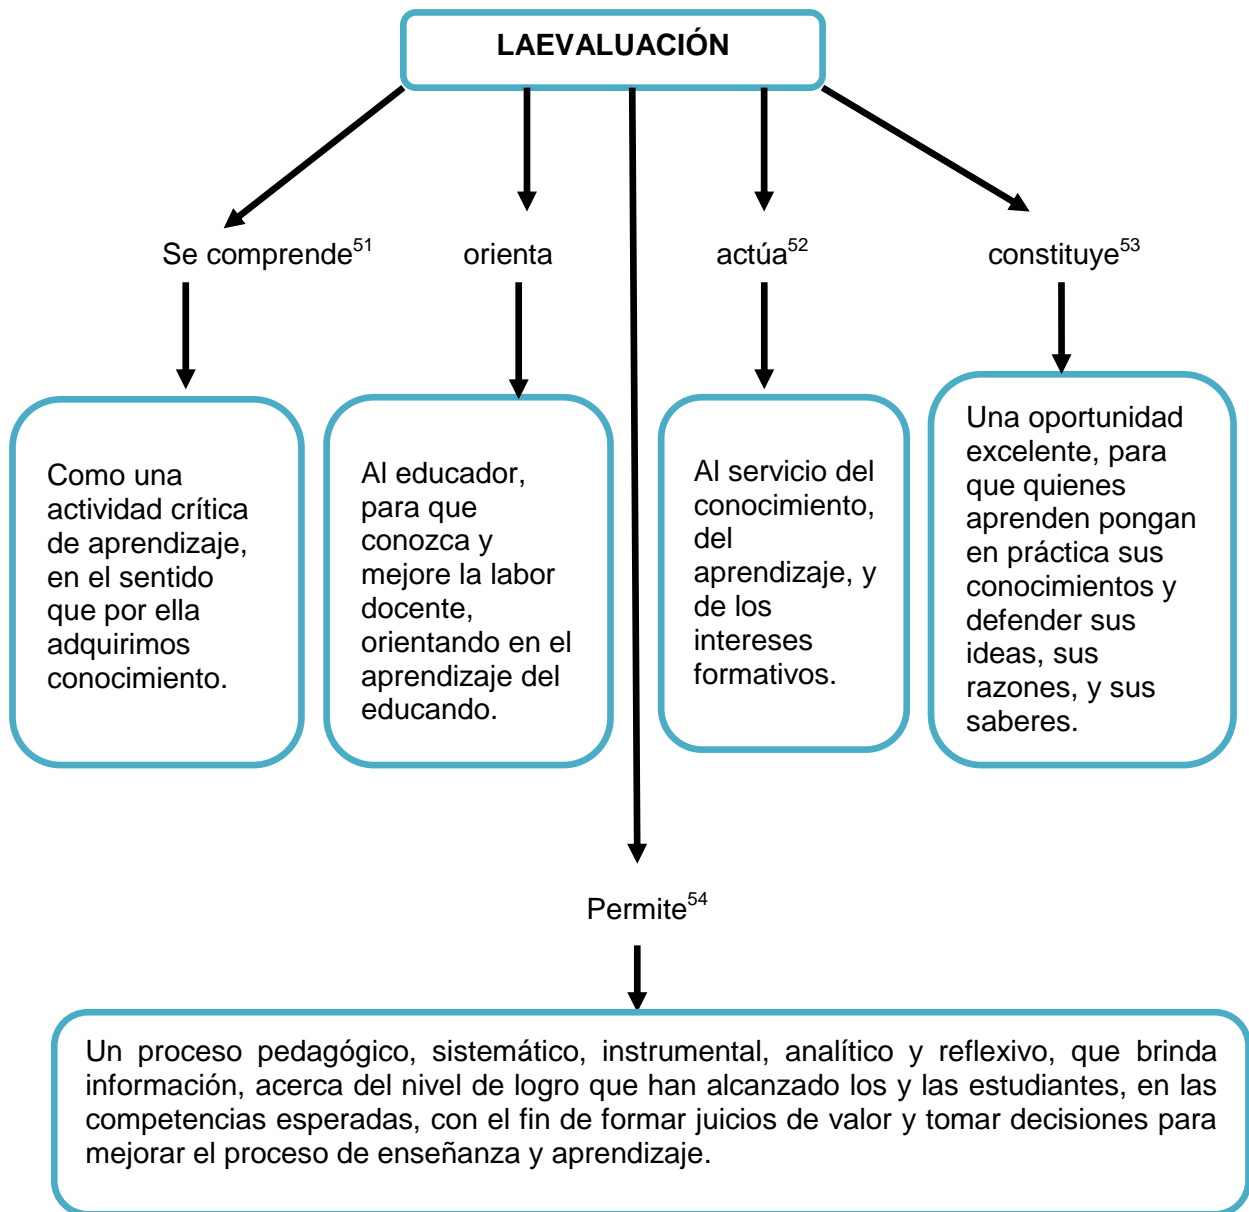 LAEVALUACIÓN
Se comprende51
orienta
actúa52
constituye53
Como una
actividad crítica
de aprendizaje,
en el sentido
que por ella
adquirimos
conocimiento.
Al educador,
para que
conozca y
mejore la labor
docente,
orientando en el
aprendizaje del
educando.
Al servicio del
conocimiento,
del
aprendizaje, y
de los
intereses
formativos.
Una oportunidad
excelente, para
que quienes
aprenden pongan
en práctica sus
conocimientos y
defender sus
ideas, sus
razones, y sus
saberes.
Permite54
Un proceso pedagógico, sistemático, instrumental, analítico y reflexivo, que brinda
información, acerca del nivel de logro que han alcanzado los y las estudiantes, en las
competencias esperadas, con el fin de formar juicios de valor y tomar decisiones para
mejorar el proceso de enseñanza y aprendizaje.